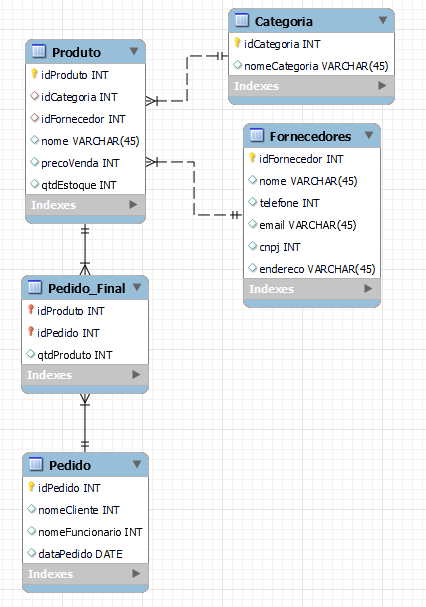 Categoria
idCategoria INT
nomeCategoria VARCHAR(45)
Indexes
Produto
idProduto INT
idCategoria INT
idFornecedor INT
nome VARCHAR(45)
precoVenda INT
qtdEstoque INT
Indexes
Fornecedores
idFornecedor INT
nome VARCHAR(45)
telefone INT
email VARCHAR(45)
cnpj INT
endereco VARCHAR(45)
Indexes
Pedido_Final
idProduto INT
idPedido INT
qtdProduto INT
Indexes
Pedido
idPedido INT
nomeCliente INT
nomeFuncionario INT
dataPedido DATE
Indexes